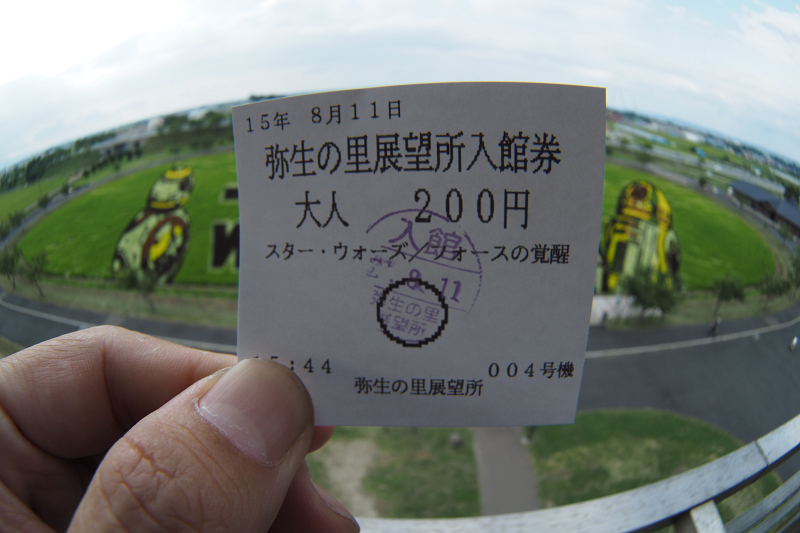 15年 8月11日
弥生の里展望所入館券
大人 200円
スター・ウォーズ／フォースの覚醒
入館
8.11
弥生の里
展望所
15:44
004号機
弥生の里展望所